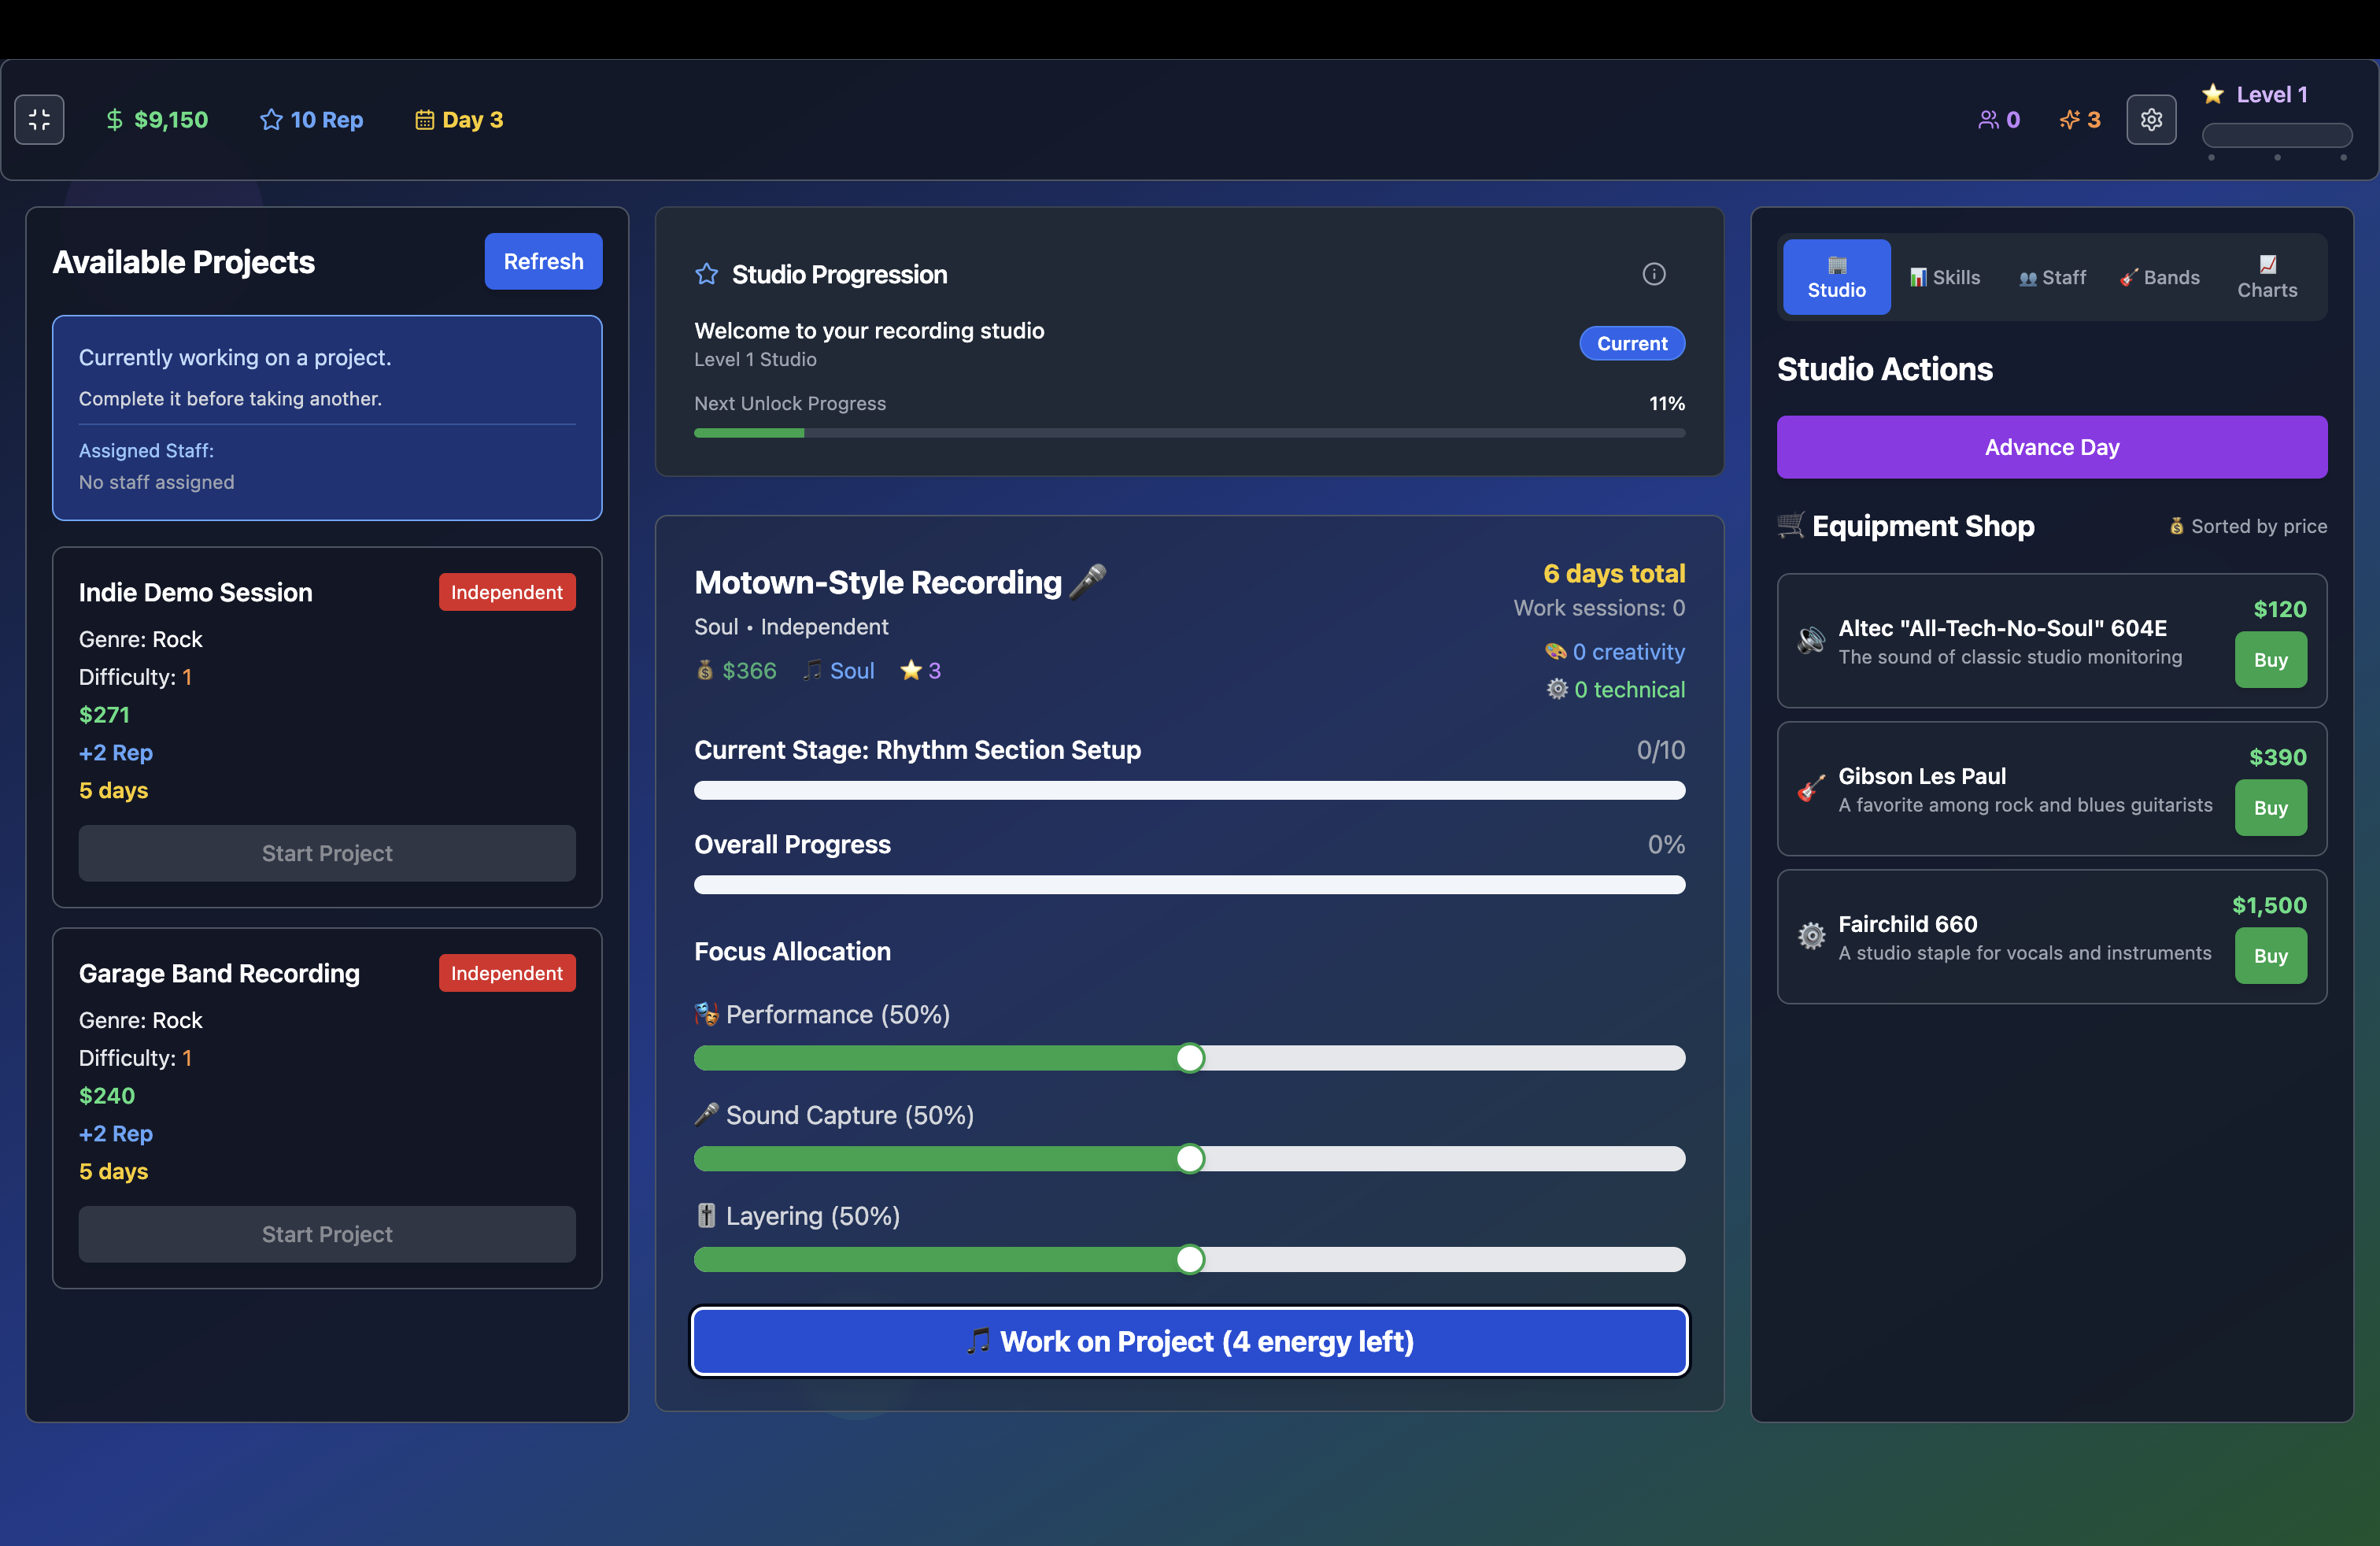 $9,150
10 Rep
Day 3
0
3
Level 1
Available Projects
Refresh
Currently working on a project.
Complete it before taking another.
Assigned Staff:
No staff assigned
Indie Demo Session
Independent
Genre: Rock
Difficulty: 1
$271
+2 Rep
5 days
Start Project
Garage Band Recording
Independent
Genre: Rock
Difficulty: 1
$240
+2 Rep
5 days
Start Project
Studio Progression
Welcome to your recording studio
Level 1 Studio
Current
Next Unlock Progress
11%
Motown-Style Recording
Soul • Independent
$366
Soul
3
6 days total
Work sessions: 0
0 creativity
0 technical
Current Stage: Rhythm Section Setup
0/10
Overall Progress
0%
Focus Allocation
Performance (50%)
Sound Capture (50%)
Layering (50%)
Work on Project (4 energy left)
Studio
Skills
Staff
Bands
Charts
Studio Actions
Advance Day
Equipment Shop
Sorted by price
Altec "All-Tech-No-Soul" 604E
The sound of classic studio monitoring
$120
Buy
Gibson Les Paul
A favorite among rock and blues guitarists
$390
Buy
Fairchild 660
A studio staple for vocals and instruments
$1,500
Buy